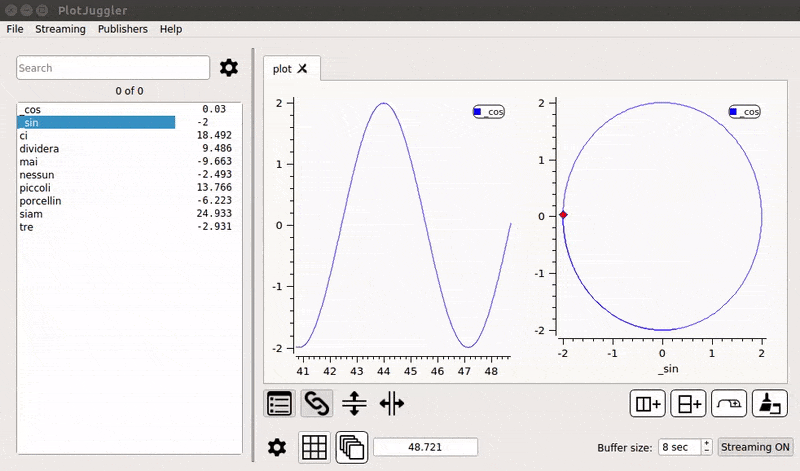 PlotJuggler
File Streaming Publishers Help
Search
0 of 0
_cos 0.03
_sin -2
ci 18.492
dividera 9.486
mai -9.663
nessun -2.493
piccoli 13.766
porcellin -6.223
siam 24.933
tre -2.931
plot
_cos
2
1
0
-1
-2
41 42 43 44 45 46 47 48
_cos
2
1
0
-1
-2
-2 -1 0 1 2
_sin
48.721
Buffer size: 8 sec Streaming ON